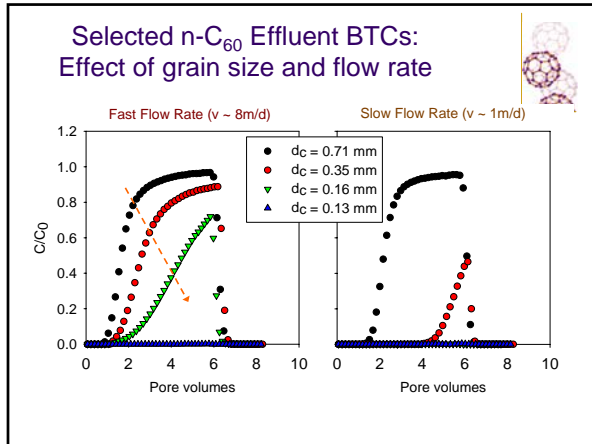 Selected n-C60 Effluent BTCs:
Effect of grain size and flow rate
Fast Flow Rate (v ~ 8m/d)
Slow Flow Rate (v ~ 1m/d)
dC = 0.71 mm
dC = 0.35 mm
dC = 0.16 mm
dC = 0.13 mm
C/C0
1.2
1.0
0.8
0.6
0.4
0.2
0.0
0 2 4 6 8 10
0 2 4 6 8 10
Pore volumes
Pore volumes